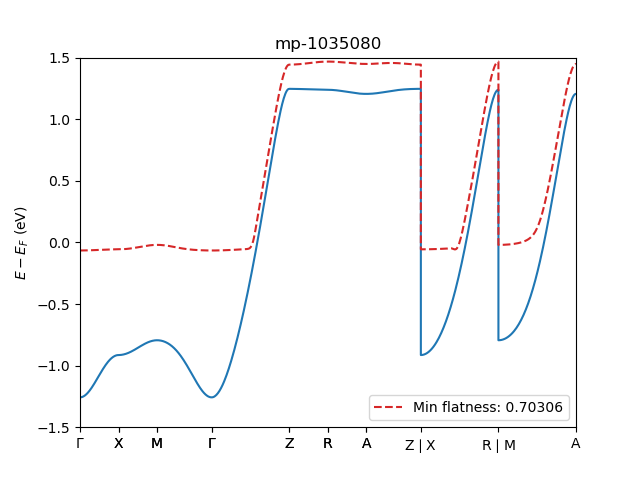 mp-1035080
E − E_F (eV)
1.5
1.0
0.5
0.0
−0.5
−1.0
−1.5
Min flatness: 0.70306
Γ X M Γ Z R A Z | X R | M A